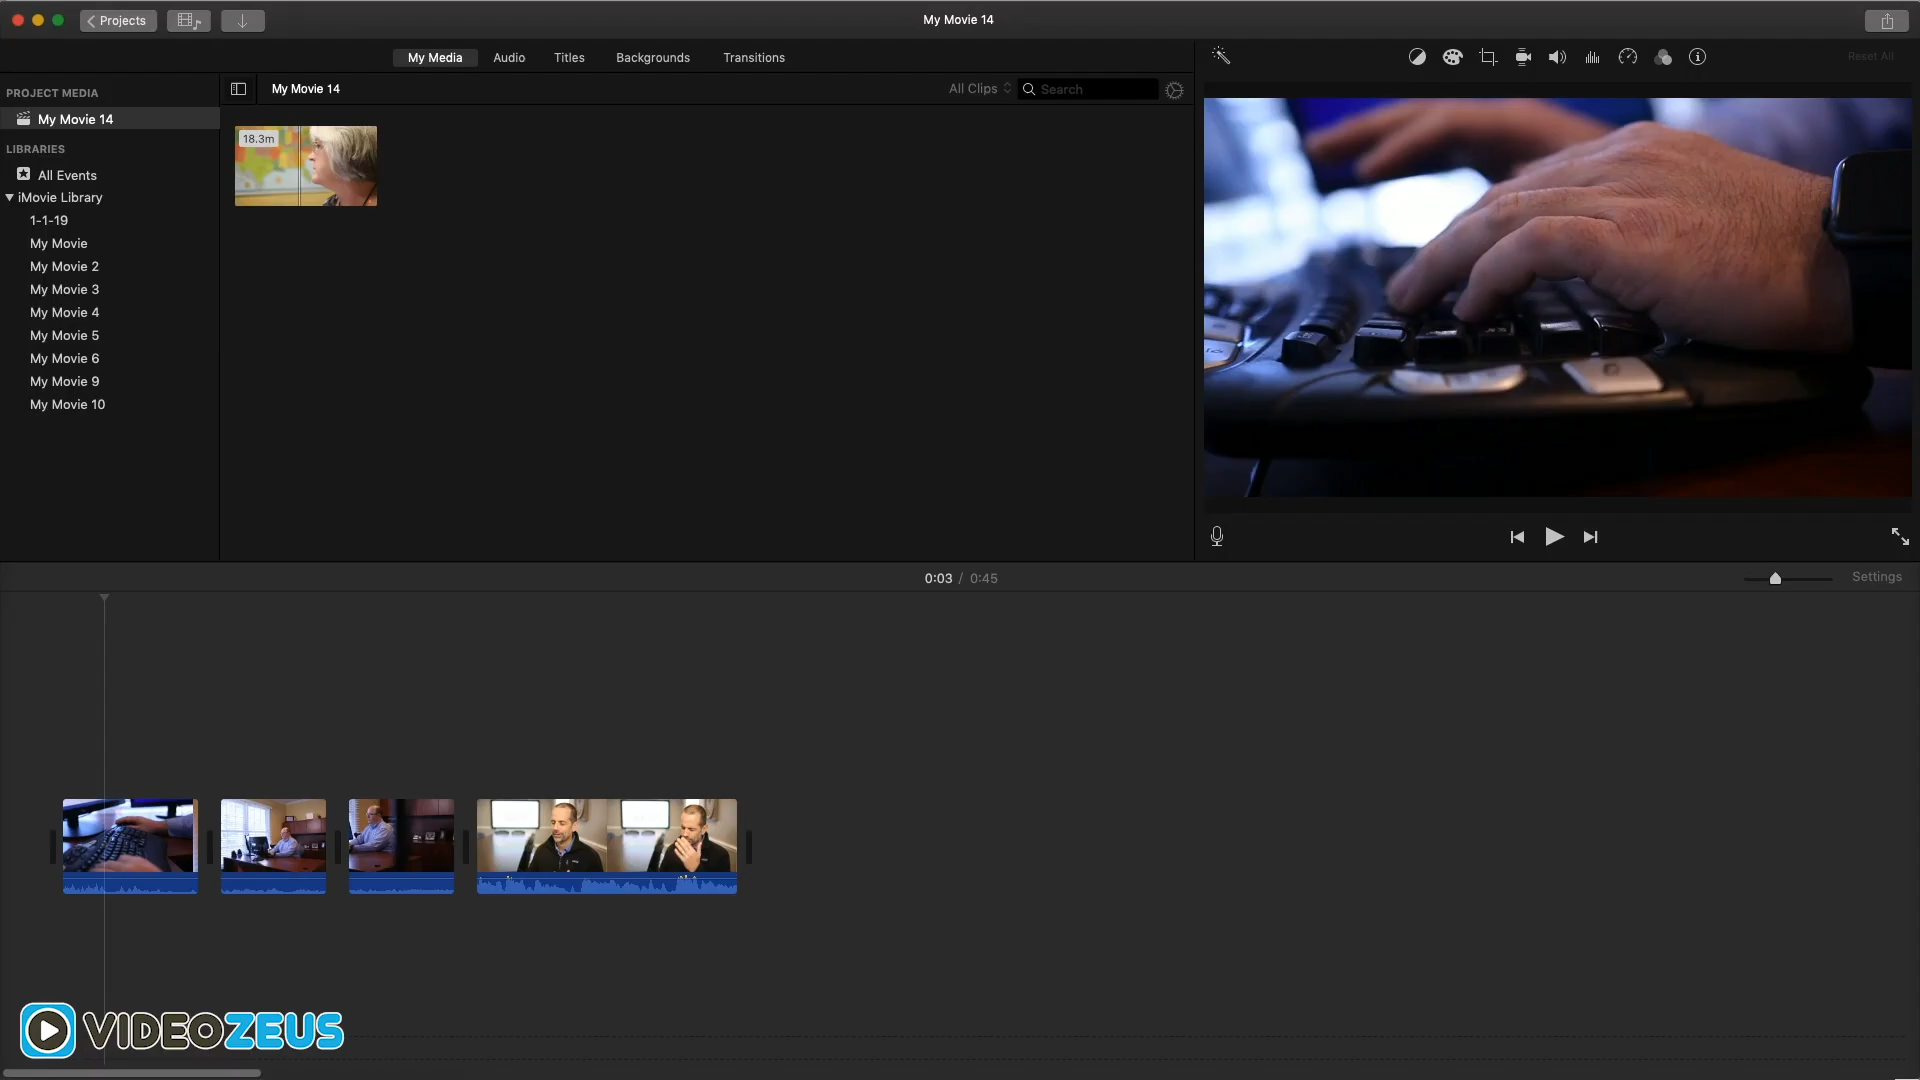 Projects
My Movie 14
My Media
Audio
Titles
Backgrounds
Transitions
Reset All
PROJECT MEDIA
My Movie 14
My Movie 14
All Clips
Search
LIBRARIES
All Events
iMovie Library
1-1-19
My Movie
My Movie 2
My Movie 3
My Movie 4
My Movie 5
My Movie 6
My Movie 9
My Movie 10
18.3m
0:03 / 0:45
Settings
VIDEOZEUS